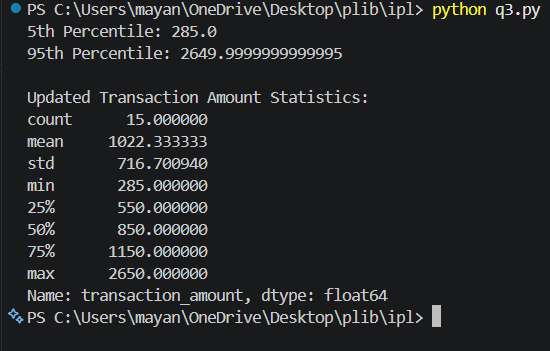 PS C:\Users\mayan\OneDrive\Desktop\plib\ipl> python q3.py
5th Percentile: 285.0
95th Percentile: 2649.9999999999995
Updated Transaction Amount Statistics:
count      15.000000
mean     1022.333333
std       716.700940
min       285.000000
25%       550.000000
50%       850.000000
75%      1150.000000
max      2650.000000
Name: transaction_amount, dtype: float64
PS C:\Users\mayan\OneDrive\Desktop\plib\ipl>